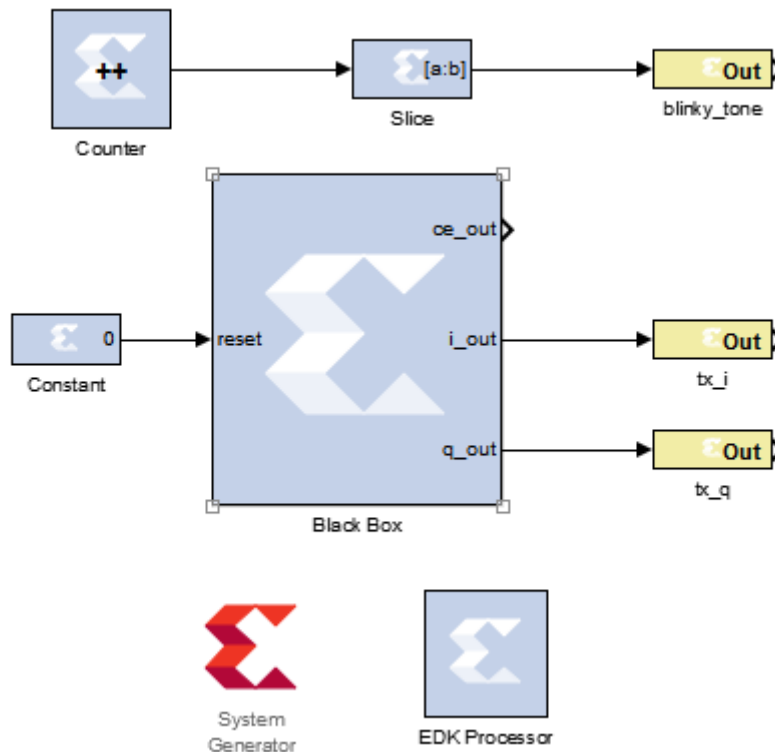 ++
Counter
[a:b]
Slice
Out
blinky_tone
ce_out
0
Constant
reset
i_out
Out
tx_i
q_out
Out
tx_q
Black Box
System
Generator
EDK Processor